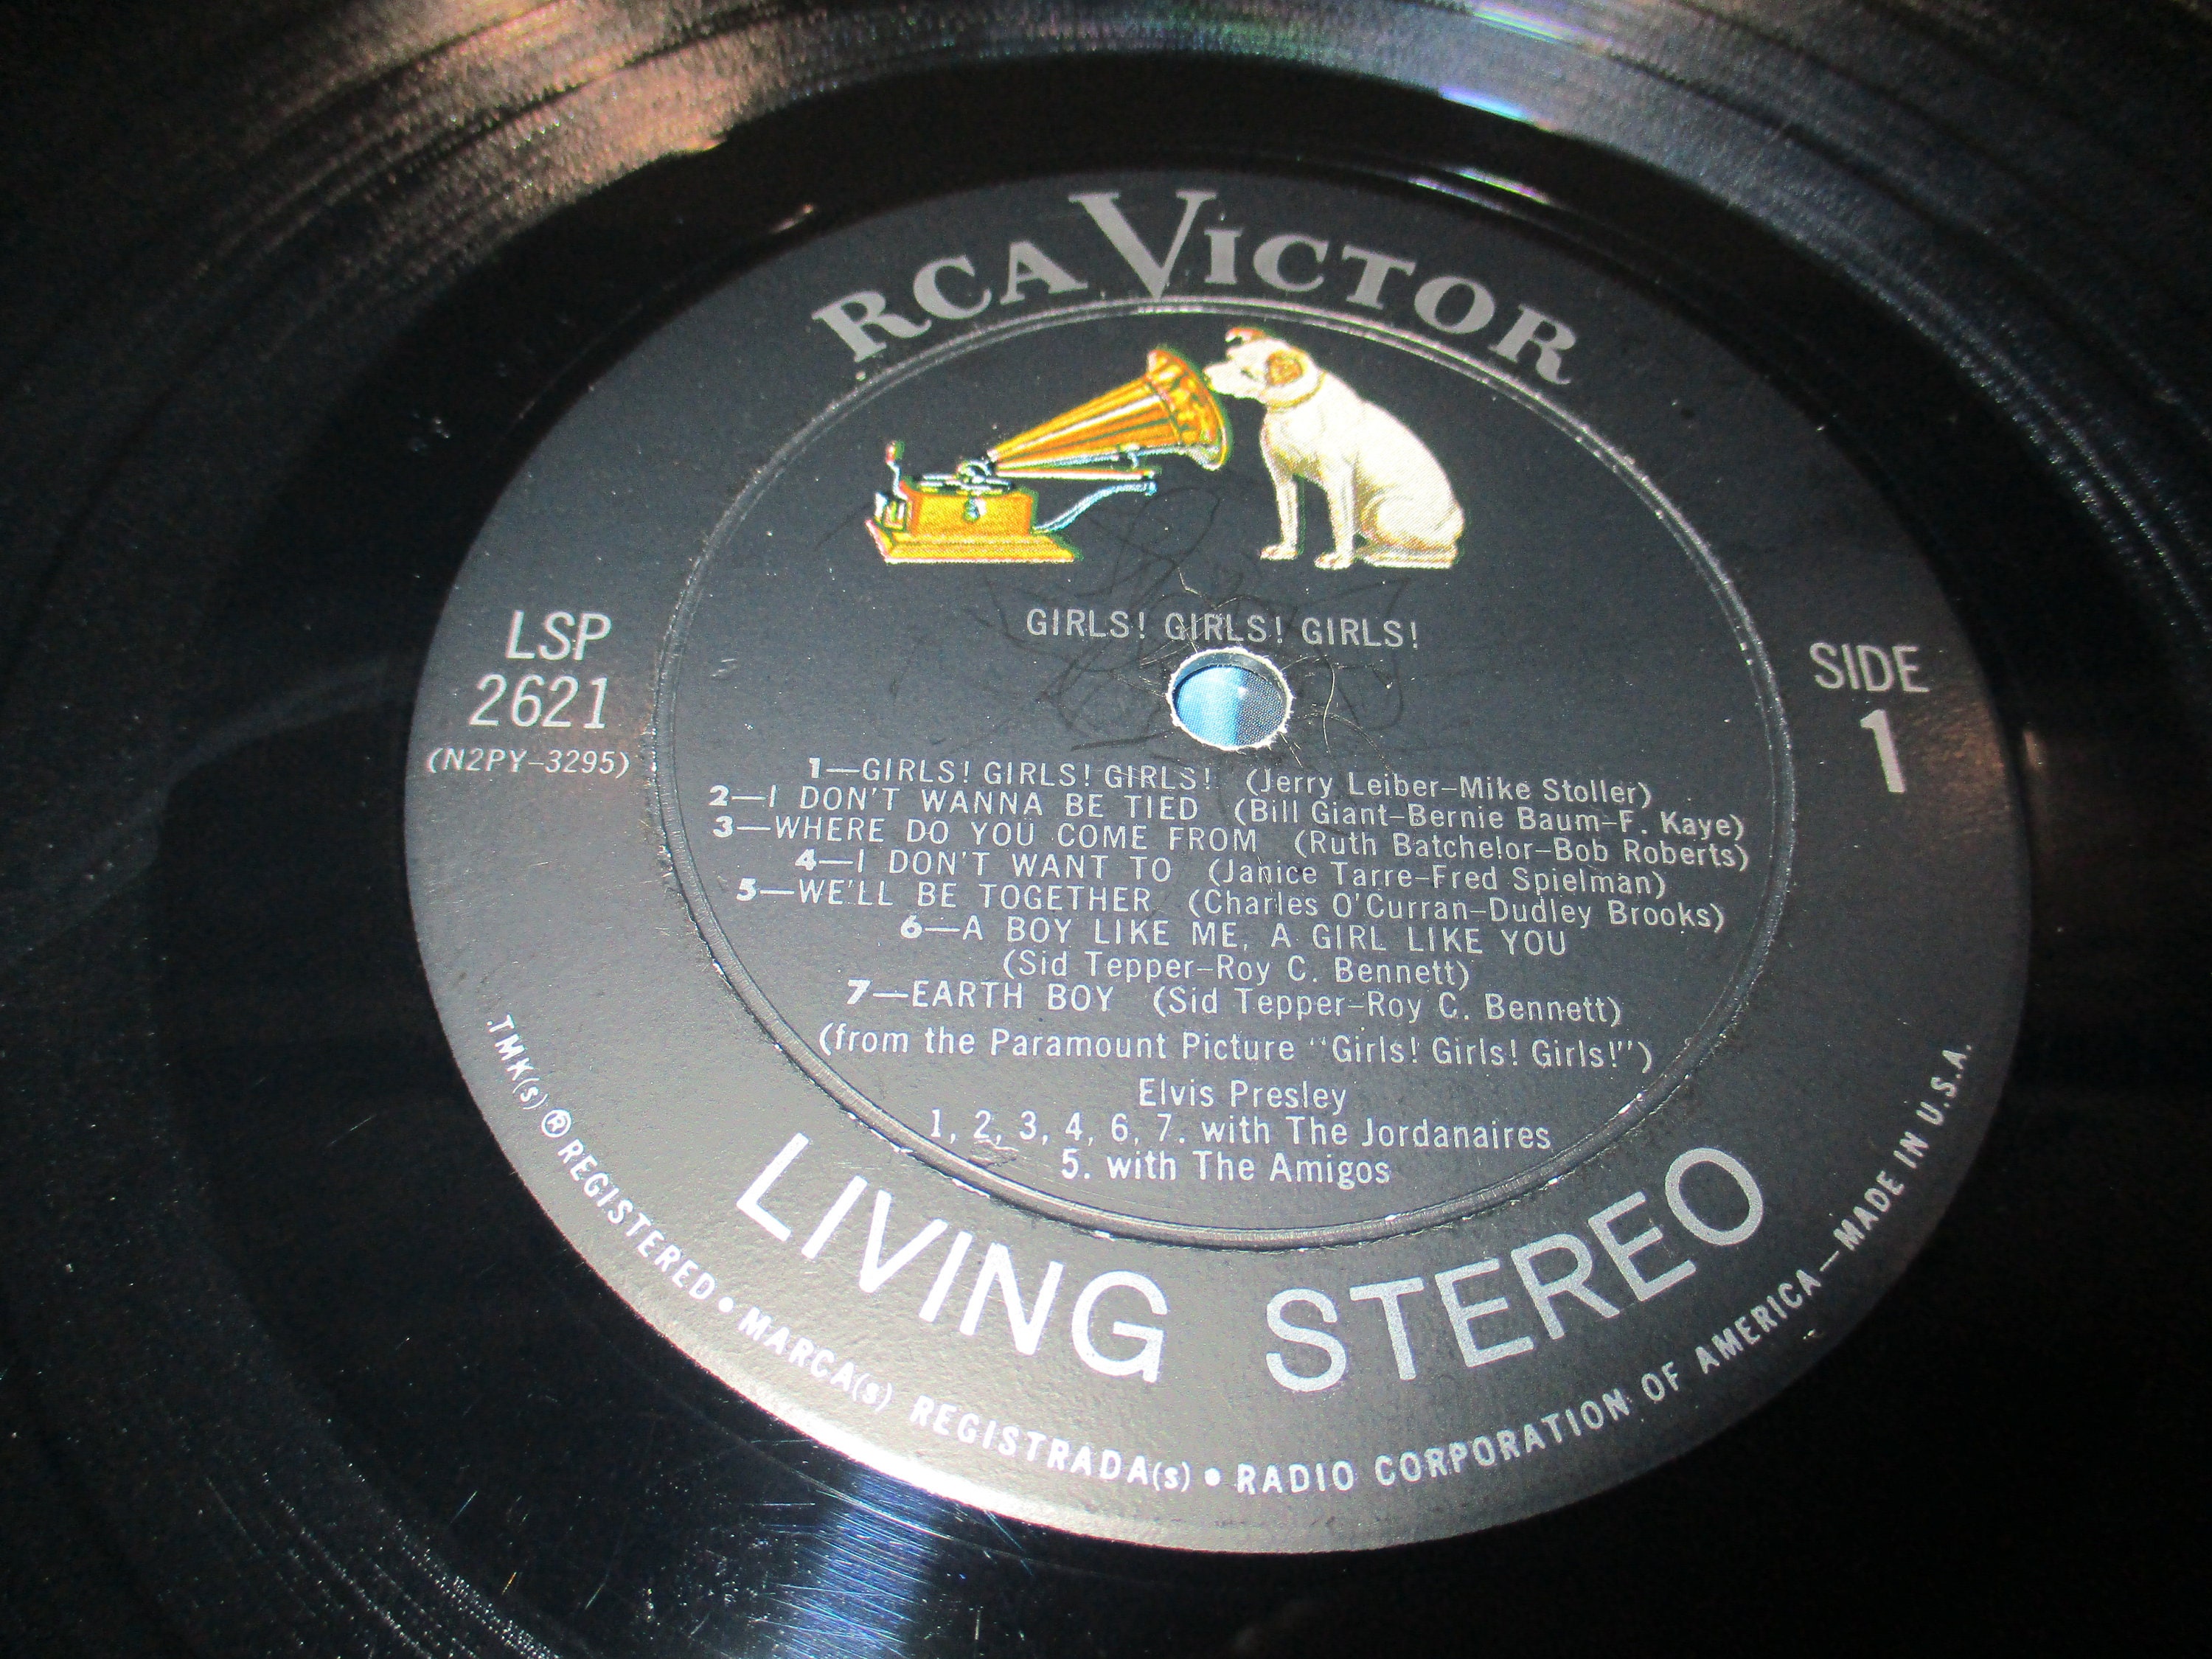 RCA VICTOR
GIRLS! GIRLS! GIRLS!
LSP
2621
(N2PY-3295)
SIDE
1
1—GIRLS! GIRLS! GIRLS! (Jerry Leiber-Mike Stoller)
2—I DON'T WANNA BE TIED (Bill Giant-Bernie Baum-F. Kaye)
3—WHERE DO YOU COME FROM (Ruth Batchelor-Bob Roberts)
4—I DON'T WANT TO (Janice Tarre-Fred Spielman)
5—WE'LL BE TOGETHER (Charles O'Curran-Dudley Brooks)
6—A BOY LIKE ME, A GIRL LIKE YOU
(Sid Tepper-Roy C. Bennett)
7—EARTH BOY (Sid Tepper-Roy C. Bennett)
(from the Paramount Picture “Girls! Girls! Girls!”)
Elvis Presley
1, 2, 3, 4, 6, 7. with The Jordanaires
5. with The Amigos
LIVING STEREO
TMK(s) ® REGISTERED • MARCA(s) REGISTRADA(s) • RADIO CORPORATION OF AMERICA—MADE IN U.S.A.